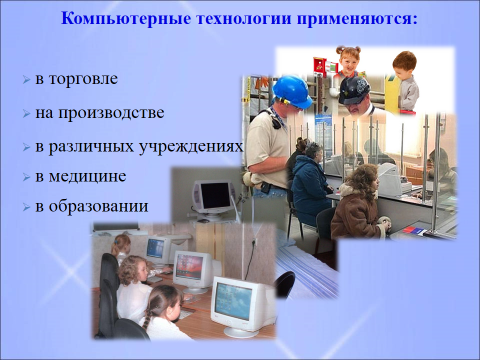 Компьютерные технологии применяются:
в торговле
на производстве
в различных учреждениях
в медицине
в образовании